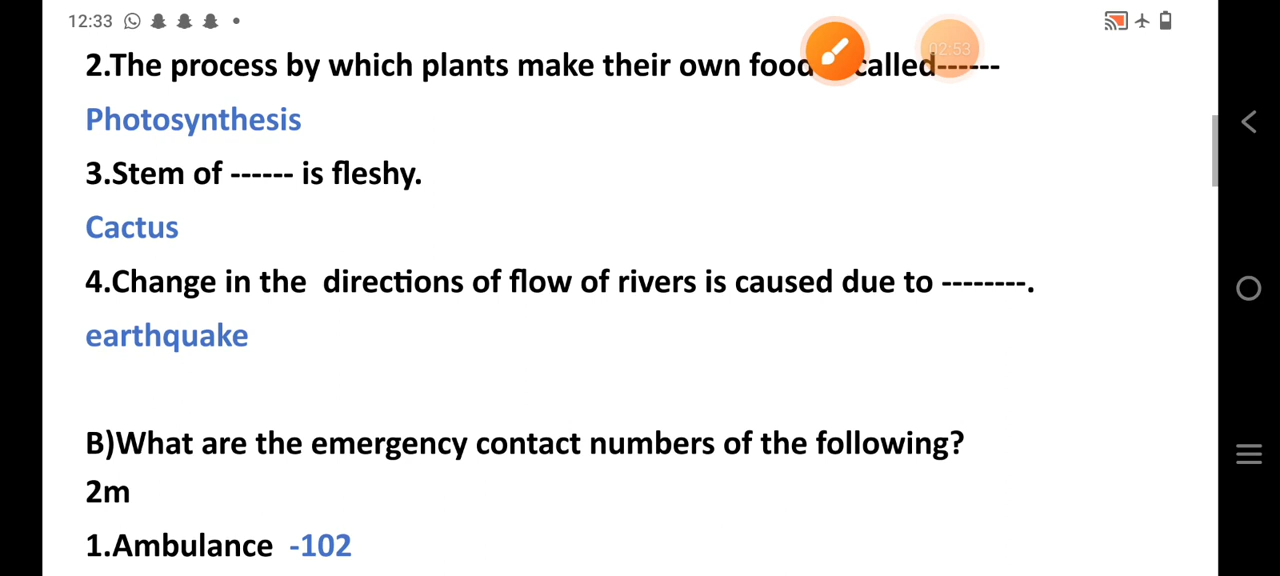 12:33
02:53
2.The process by which plants make their own food called------
Photosynthesis
3.Stem of ------ is fleshy.
Cactus
4.Change in the directions of flow of rivers is caused due to --------.
earthquake
B)What are the emergency contact numbers of the following?
2m
1.Ambulance -102